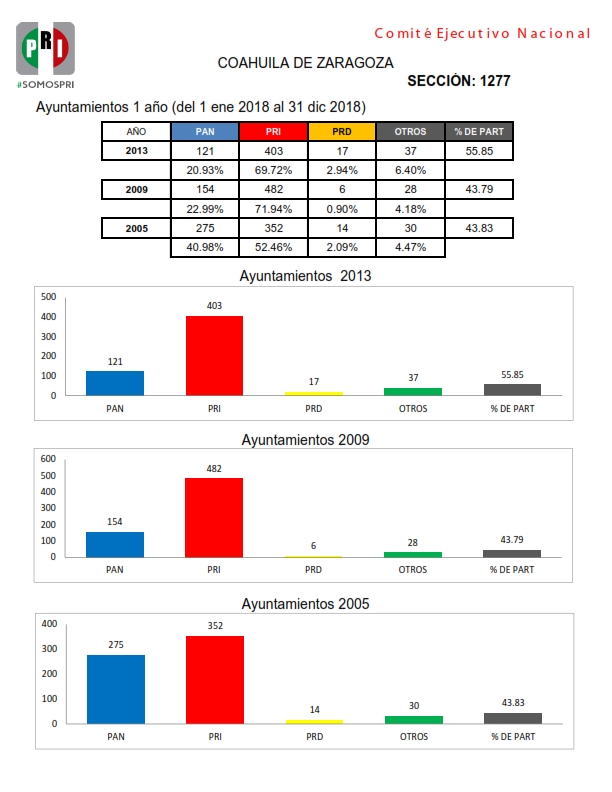 Comité Ejecutivo Nacional
PRI
#SOMOSPRI
COAHUILA DE ZARAGOZA
SECCIÓN: 1277
Ayuntamientos 1 año (del 1 ene 2018 al 31 dic 2018)
AÑO PAN PRI PRD OTROS % DE PART
2013 121 403 17 37 55.85
20.93% 69.72% 2.94% 6.40%
2009 154 482 6 28 43.79
22.99% 71.94% 0.90% 4.18%
2005 275 352 14 30 43.83
40.98% 52.46% 2.09% 4.47%
Ayuntamientos 2013
500
400
300
200
100
0
121 403 17 37 55.85
PAN PRI PRD OTROS % DE PART
Ayuntamientos 2009
600
500
400
300
200
100
0
154 482 6 28 43.79
PAN PRI PRD OTROS % DE PART
Ayuntamientos 2005
400
300
200
100
0
275 352 14 30 43.83
PAN PRI PRD OTROS % DE PART